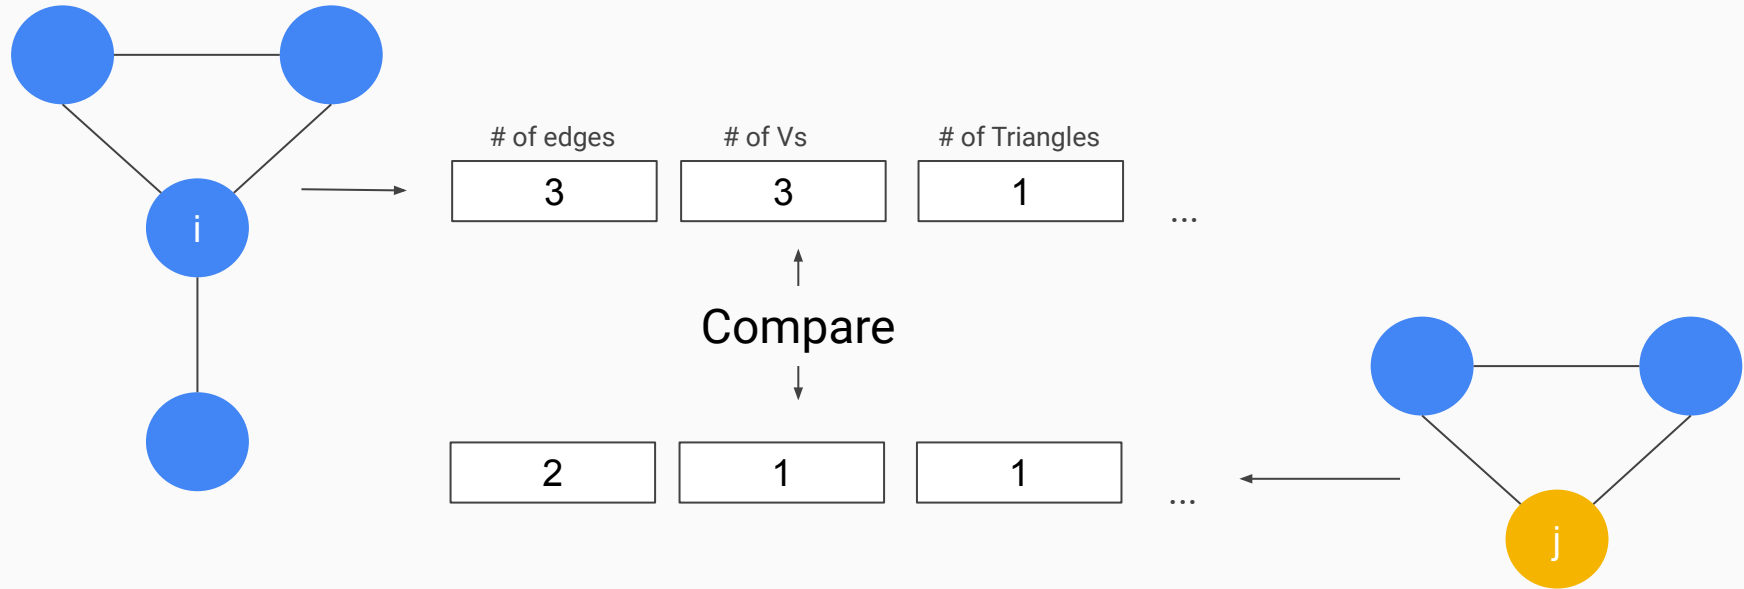 # of edges # of Vs # of Triangles
3 3 1
i
...
Compare
2 1 1
...
j